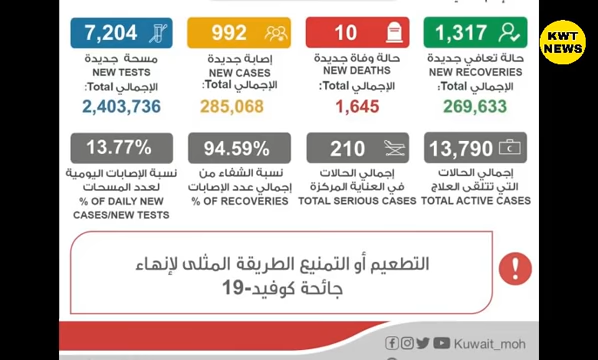 KWT
NEWS
7,204
992
10
1,317
مسحة جديدة
إصابة جديدة
حالة وفاة جديدة
حالة تعافي جديدة
NEW TESTS
NEW CASES
NEW DEATHS
NEW RECOVERIES
الإجمالي Total:
الإجمالي Total:
الإجمالي Total:
الإجمالي Total:
2,403,736
285,068
1,645
269,633
13.77%
94.59%
210
13,790
نسبة الإصابات اليومية
لعدد المسحات
% OF DAILY NEW
CASES/NEW TESTS
نسبة الشفاء من
إجمالي عدد الإصابات
% OF RECOVERIES
إجمالي الحالات
في العناية المركزة
TOTAL SERIOUS CASES
إجمالي الحالات
التي تتلقى العلاج
TOTAL ACTIVE CASES
التطعيم أو التمنيع الطريقة المثلى لإنهاء
جائحة كوفيد-19
Kuwait_moh